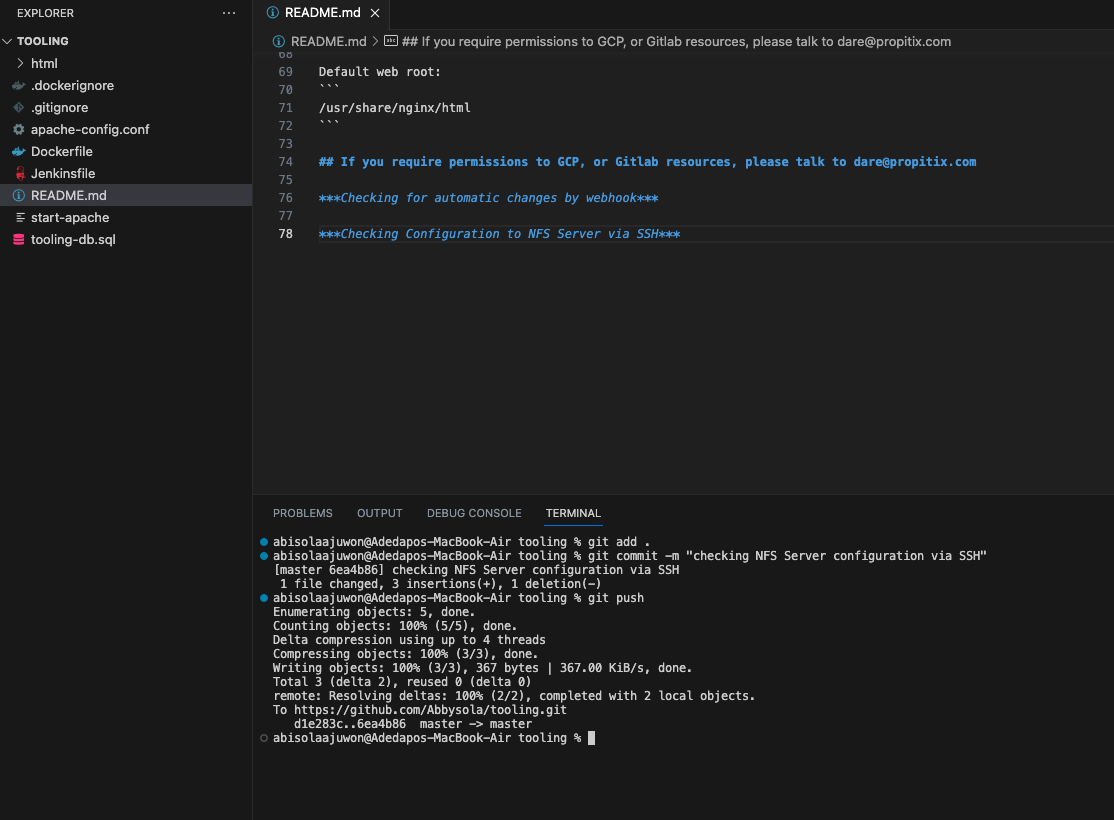 EXPLORER
···
TOOLING
html
.dockerignore
.gitignore
apache-config.conf
Dockerfile
Jenkinsfile
README.md
start-apache
tooling-db.sql
README.md
README.md > ## If you require permissions to GCP, or Gitlab resources, please talk to dare@propitix.com
68
69 Default web root:
70 ```
71 /usr/share/nginx/html
72 ```
73
74 ## If you require permissions to GCP, or Gitlab resources, please talk to dare@propitix.com
75
76 ***Checking for automatic changes by webhook***
77
78 ***Checking Configuration to NFS Server via SSH***
PROBLEMS OUTPUT DEBUG CONSOLE TERMINAL
abisolaajuwon@Adedapos-MacBook-Air tooling % git add .
abisolaajuwon@Adedapos-MacBook-Air tooling % git commit -m "checking NFS Server configuration via SSH"
[master 6ea4b86] checking NFS Server configuration via SSH
1 file changed, 3 insertions(+), 1 deletion(-)
abisolaajuwon@Adedapos-MacBook-Air tooling % git push
Enumerating objects: 5, done.
Counting objects: 100% (5/5), done.
Delta compression using up to 4 threads
Compressing objects: 100% (3/3), done.
Writing objects: 100% (3/3), 367 bytes | 367.00 KiB/s, done.
Total 3 (delta 2), reused 0 (delta 0)
remote: Resolving deltas: 100% (2/2), completed with 2 local objects.
To https://github.com/Abbysola/tooling.git
d1e283c..6ea4b86 master -> master
abisolaajuwon@Adedapos-MacBook-Air tooling %